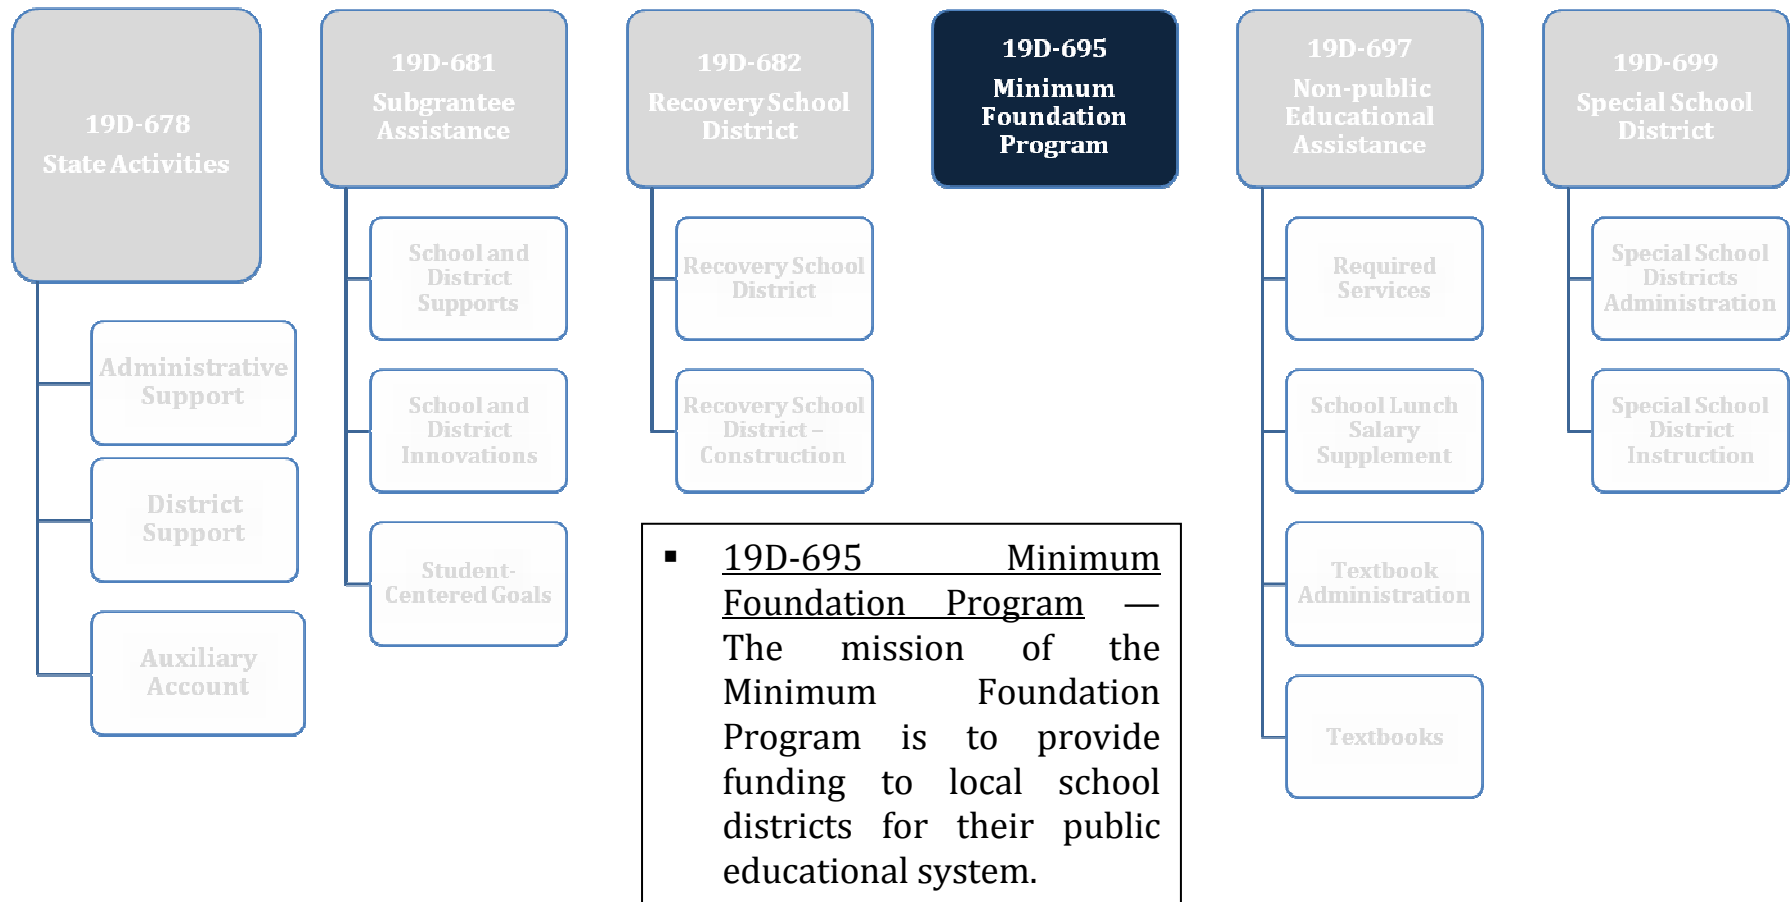 19D-678
State Activities
Administrative
Support
District
Support
Auxiliary
Account
19D-681
Subgrantee
Assistance
School and
District
Supports
School and
District
Innovations
Student-
Centered Goals
19D-682
Recovery School
District
Recovery School
District
Recovery School
District –
Construction
19D-695
Minimum
Foundation
Program
19D-697
Non-public
Educational
Assistance
Required
Services
School Lunch
Salary
Supplement
Textbook
Administration
Textbooks
19D-699
Special School
District
Special School
Districts
Administration
Special School
District
Instruction
▪ 19D-695 Minimum
Foundation Program —
The mission of the
Minimum Foundation
Program is to provide
funding to local school
districts for their public
educational system.